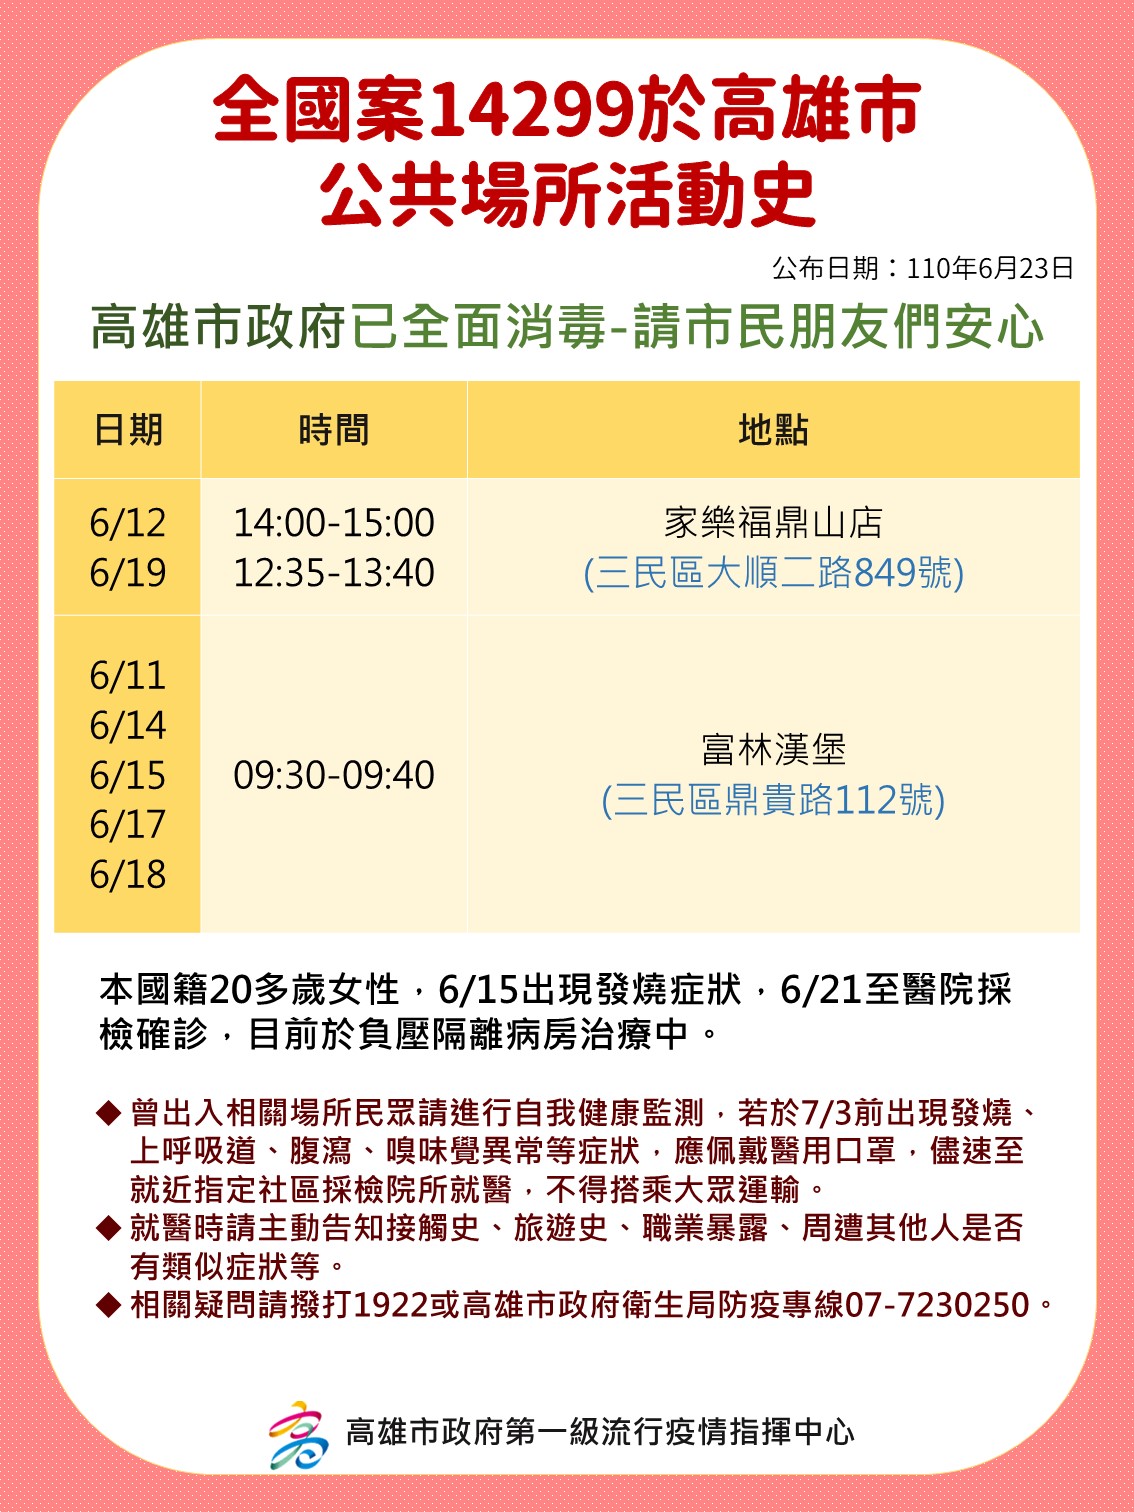 全國案14299於高雄市
公共場所活動史
公布日期：110年6月23日
高雄市政府已全面消毒-請市民朋友們安心
日期 時間 地點
6/12 14:00-15:00 家樂福鼎山店
6/19 12:35-13:40 (三民區大順二路849號)
6/11
6/14
6/15
6/17
6/18
09:30-09:40
富林漢堡
(三民區鼎貴路112號)
本國籍20多歲女性，6/15出現發燒症狀，6/21至醫院採
檢確診，目前於負壓隔離病房治療中。
◆ 曾出入相關場所民眾請進行自我健康監測，若於7/3前出現發燒、
上呼吸道、腹瀉、嗅味覺異常等症狀，應佩戴醫用口罩，儘速至
就近指定社區採檢院所就醫，不得搭乘大眾運輸。
◆ 就醫時請主動告知接觸史、旅遊史、職業暴露、周遭其他人是否
有類似症狀等。
◆ 相關疑問請撥打1922或高雄市政府衛生局防疫專線07-7230250。
高雄市政府第一級流行疫情指揮中心